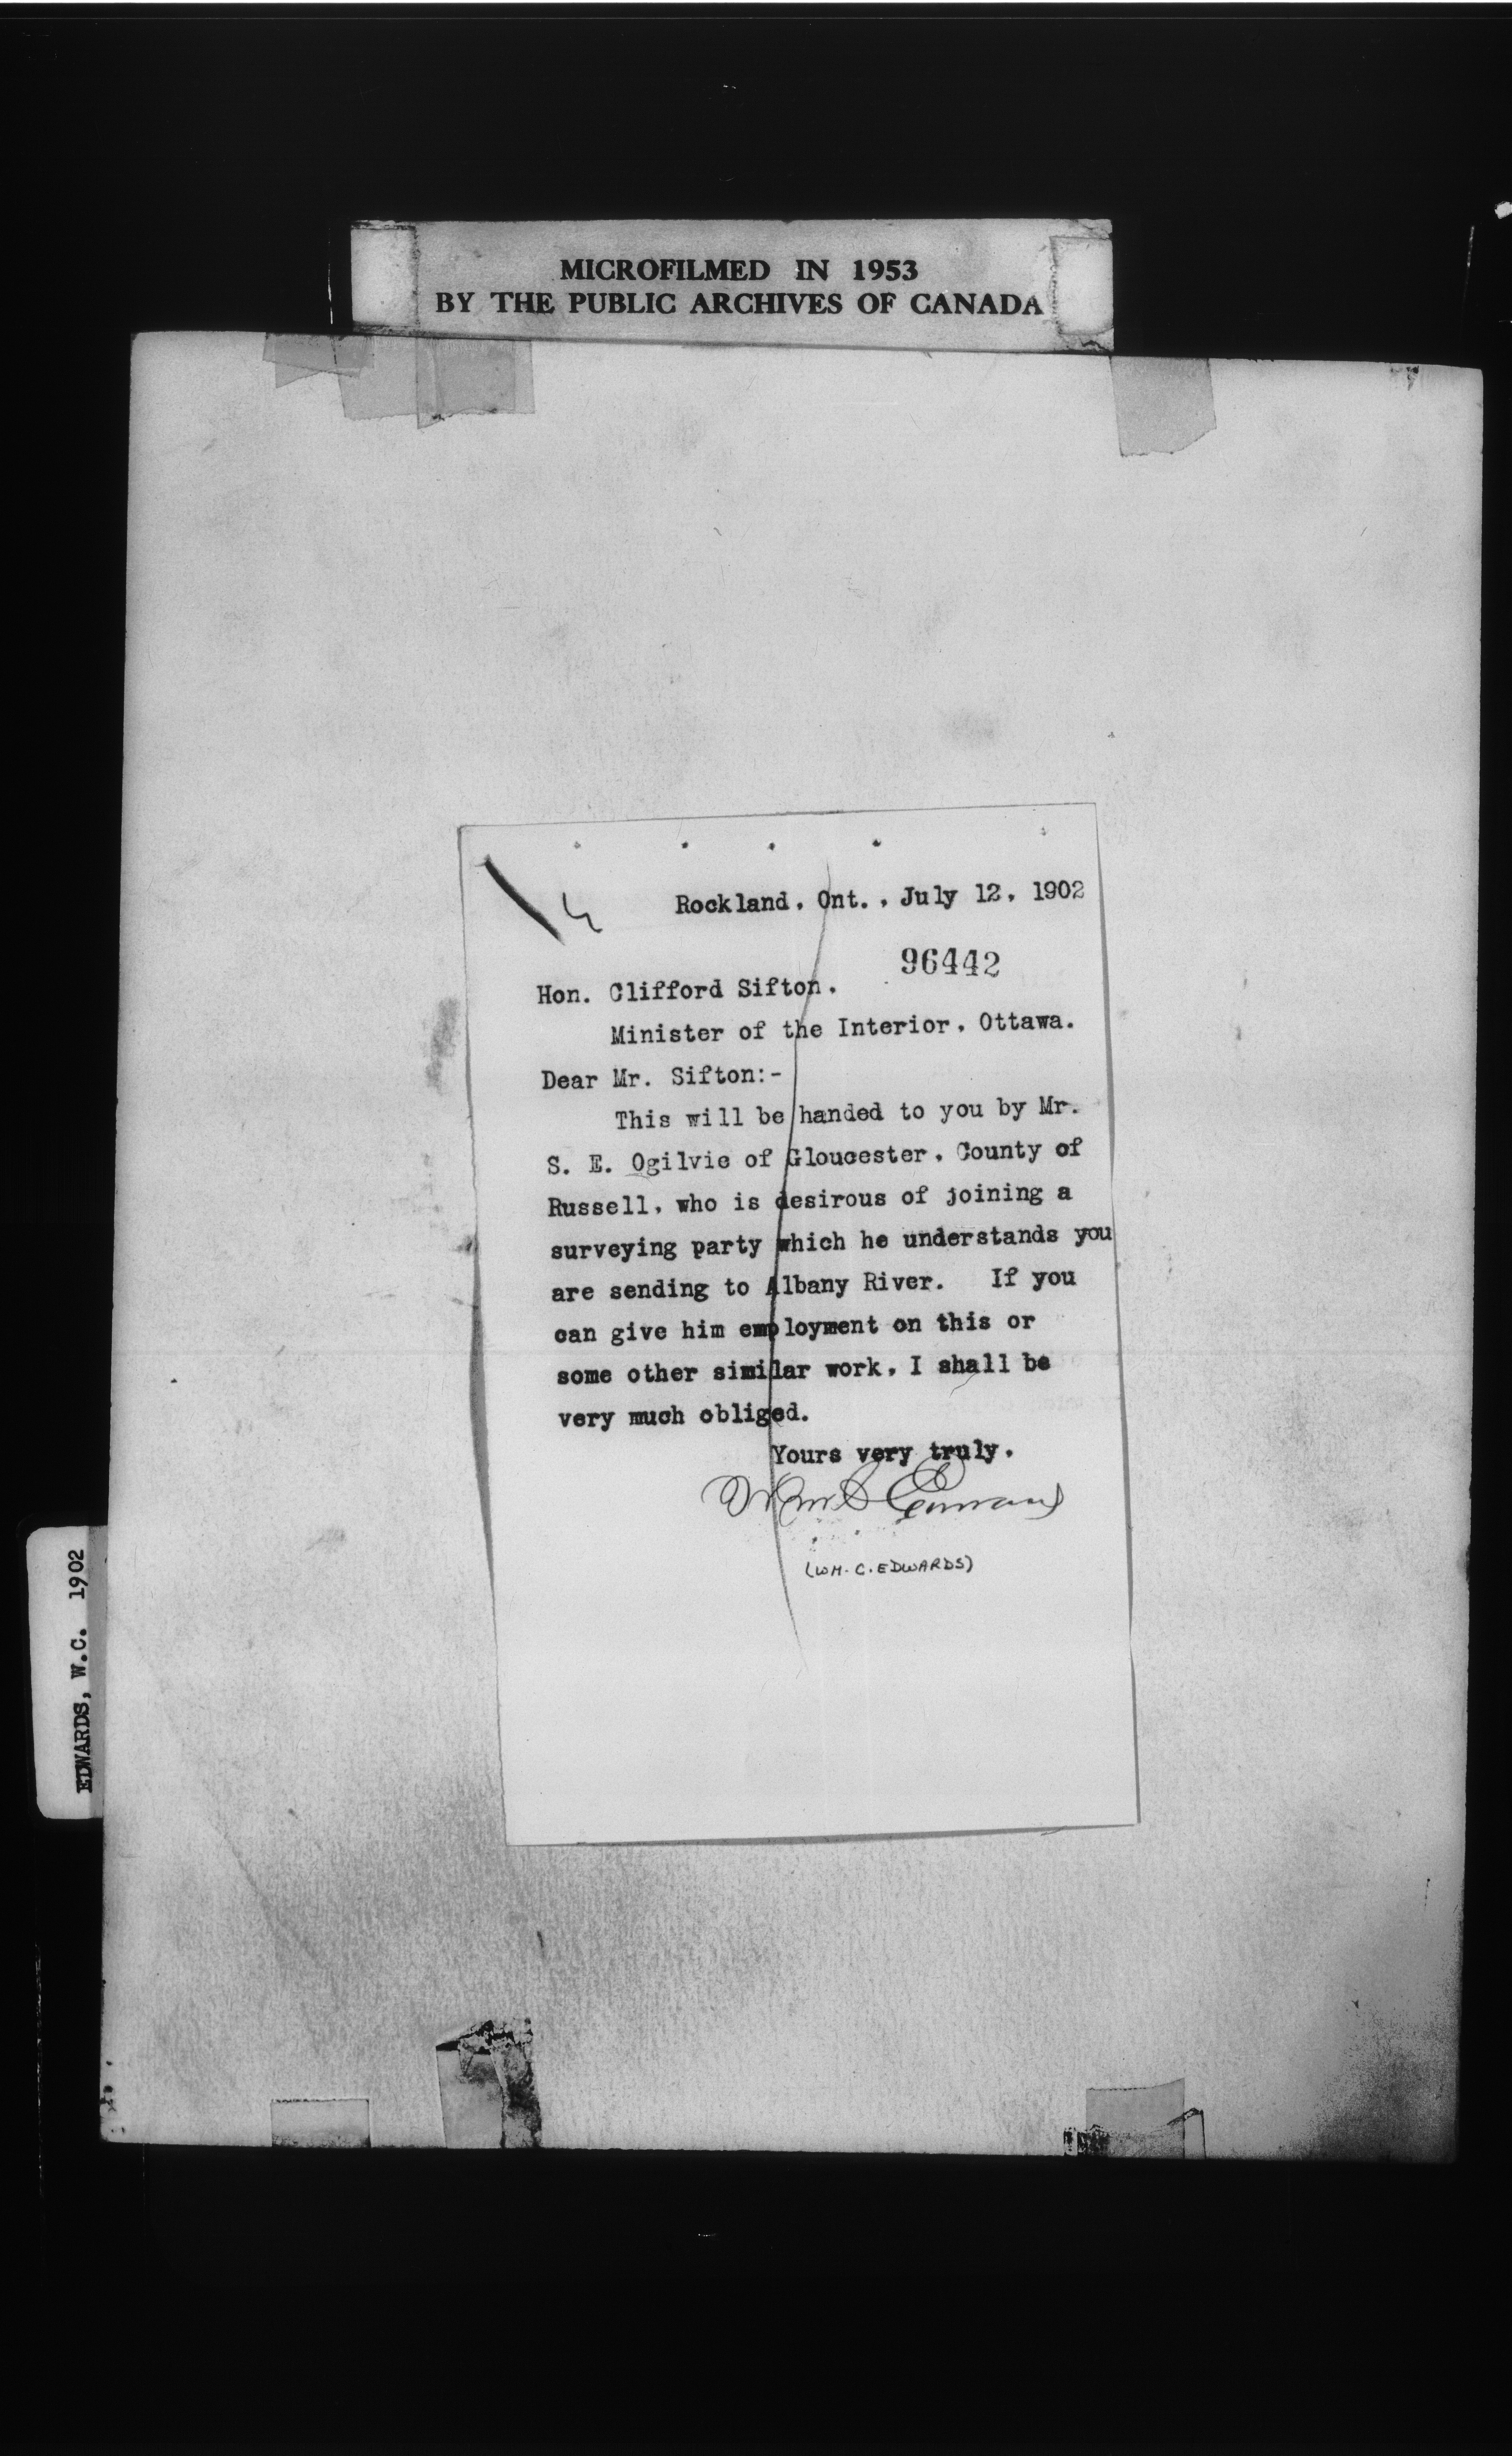 MICROFILMED IN 1953
BY THE PUBLIC ARCHIVES OF CANADA
Rockland, Ont., July 12, 1902
96442
Hon. Clifford Sifton,
Minister of the Interior, Ottawa.
Dear Mr. Sifton:-
This will be handed to you by Mr.
S. E. Ogilvie of Gloucester, County of
Russell, who is desirous of joining a
surveying party which he understands you
are sending to Albany River. If you
can give him employment on this or
some other similar work, I shall be
very much obliged.
Yours very truly,
Wm C Edwards
(WM. C. EDWARDS)
EDWARDS, W.C. 1902